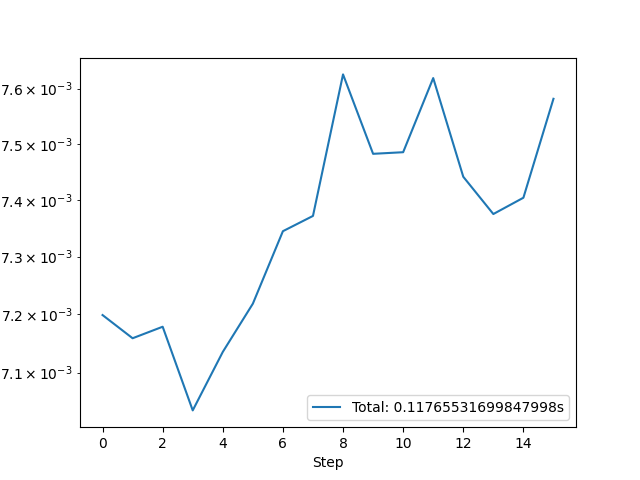 7.6 × 10⁻³
7.5 × 10⁻³
7.4 × 10⁻³
7.3 × 10⁻³
7.2 × 10⁻³
7.1 × 10⁻³
Total: 0.11765531699847998s
0 2 4 6 8 10 12 14
Step